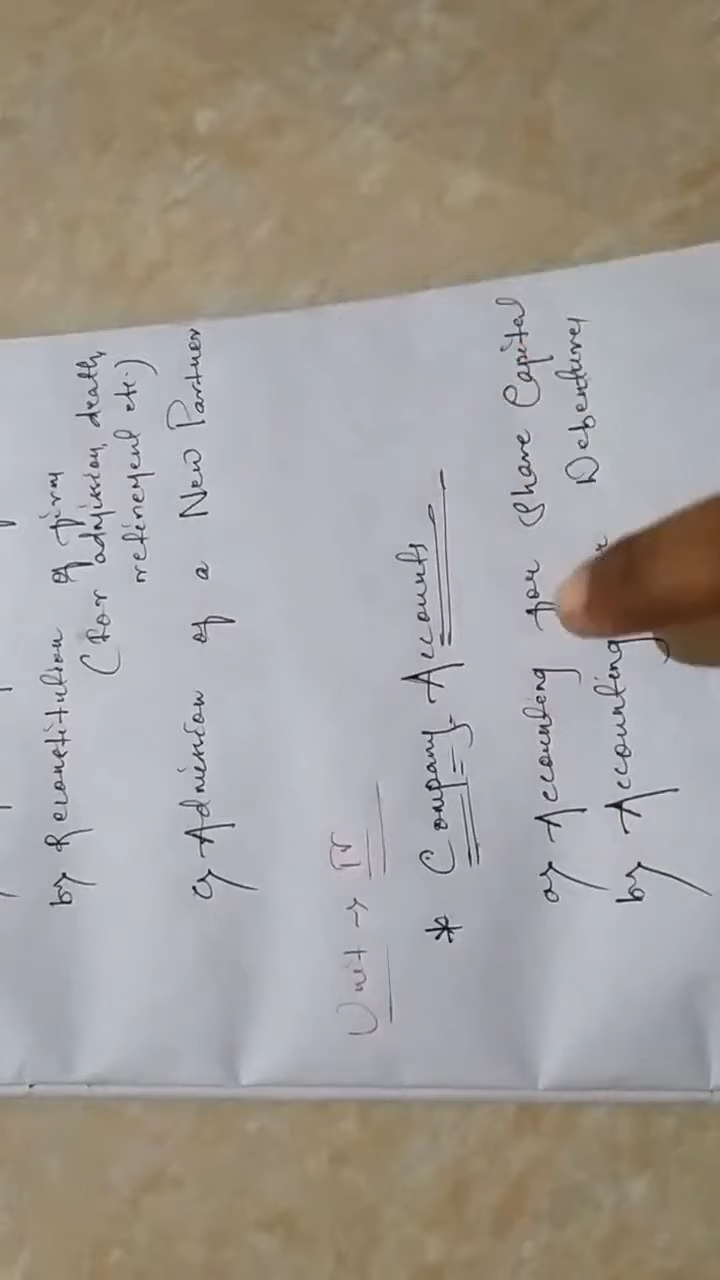 b) Reconstitution of firm
(For admission, death,
retirement etc.)
c) Admission of a New Partner
Unit → IV
* Company Accounts
a) Accounting for Share Capital
b) Accounting Debentures